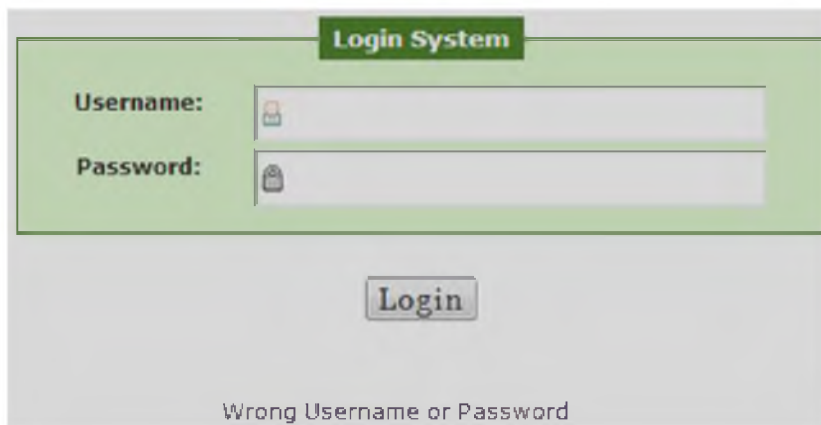 Login System
Username:
Password:
Login
Wrong Username or Password